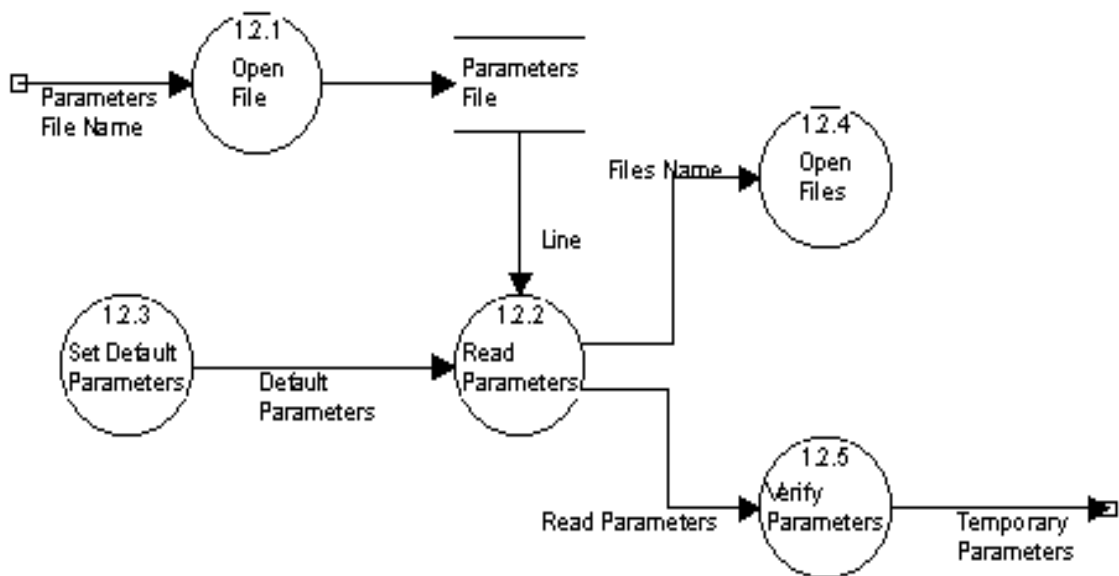 1.2.1
Open
File
Parameters
File Name
Parameters
File
1.2.4
Open
Files
Files Name
Line
1.2.3
Set Default
Parameters
Default
Parameters
1.2.2
Read
Parameters
Read Parameters
1.2.5
Verify
Parameters
Temporary
Parameters